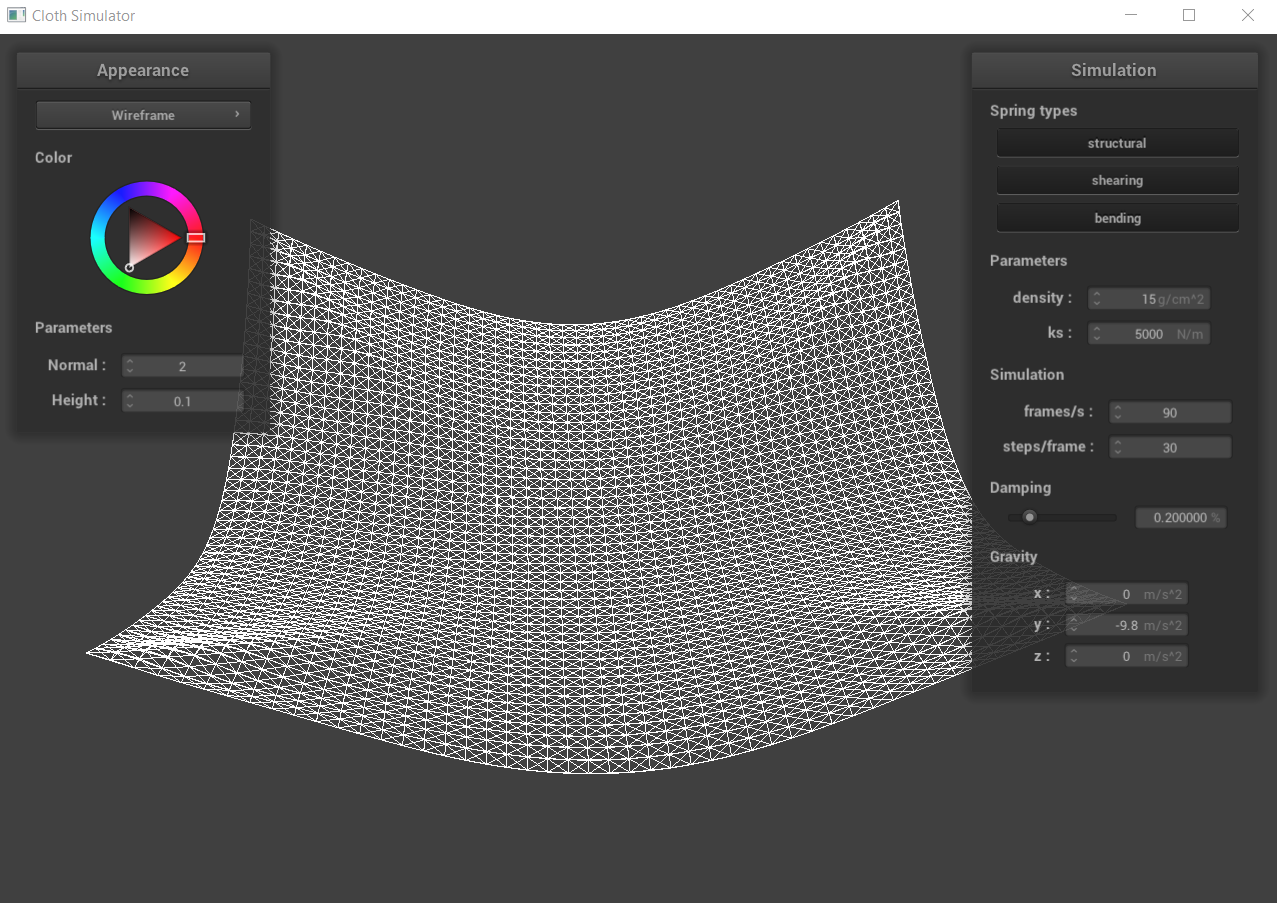 Cloth Simulator
Appearance
Wireframe
Color
Parameters
Normal : 2
Height : 0.1
Simulation
Spring types
structural
shearing
bending
Parameters
density : 15 g/cm^2
ks : 5000 N/m
Simulation
frames/s : 90
steps/frame : 30
Damping
0.200000 %
Gravity
x : 0 m/s^2
y : -9.8 m/s^2
z : 0 m/s^2